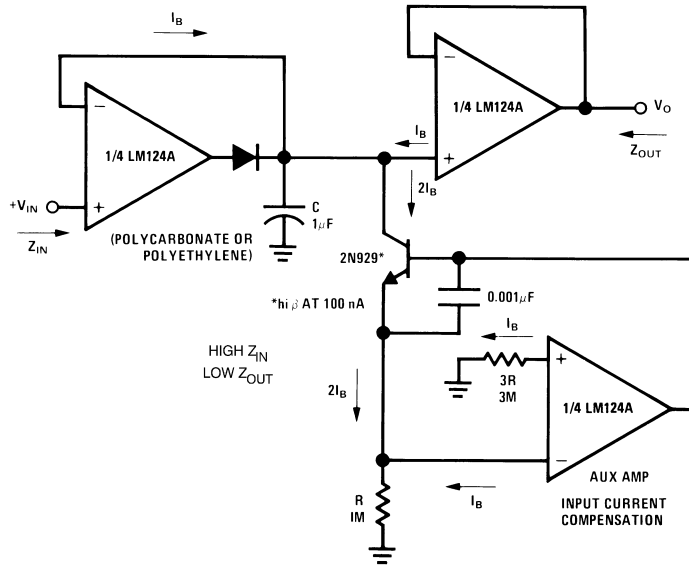 I_B
−
1/4 LM124A
+V_IN
+
Z_IN
C
1μF
(POLYCARBONATE OR
POLYETHYLENE)
−
1/4 LM124A
+
I_B
V_O
Z_OUT
2I_B
2N929*
*hi β AT 100 nA
0.001μF
HIGH Z_IN
LOW Z_OUT
I_B
3R
3M
+
1/4 LM124A
−
2I_B
I_B
R
1M
AUX AMP
INPUT CURRENT
COMPENSATION